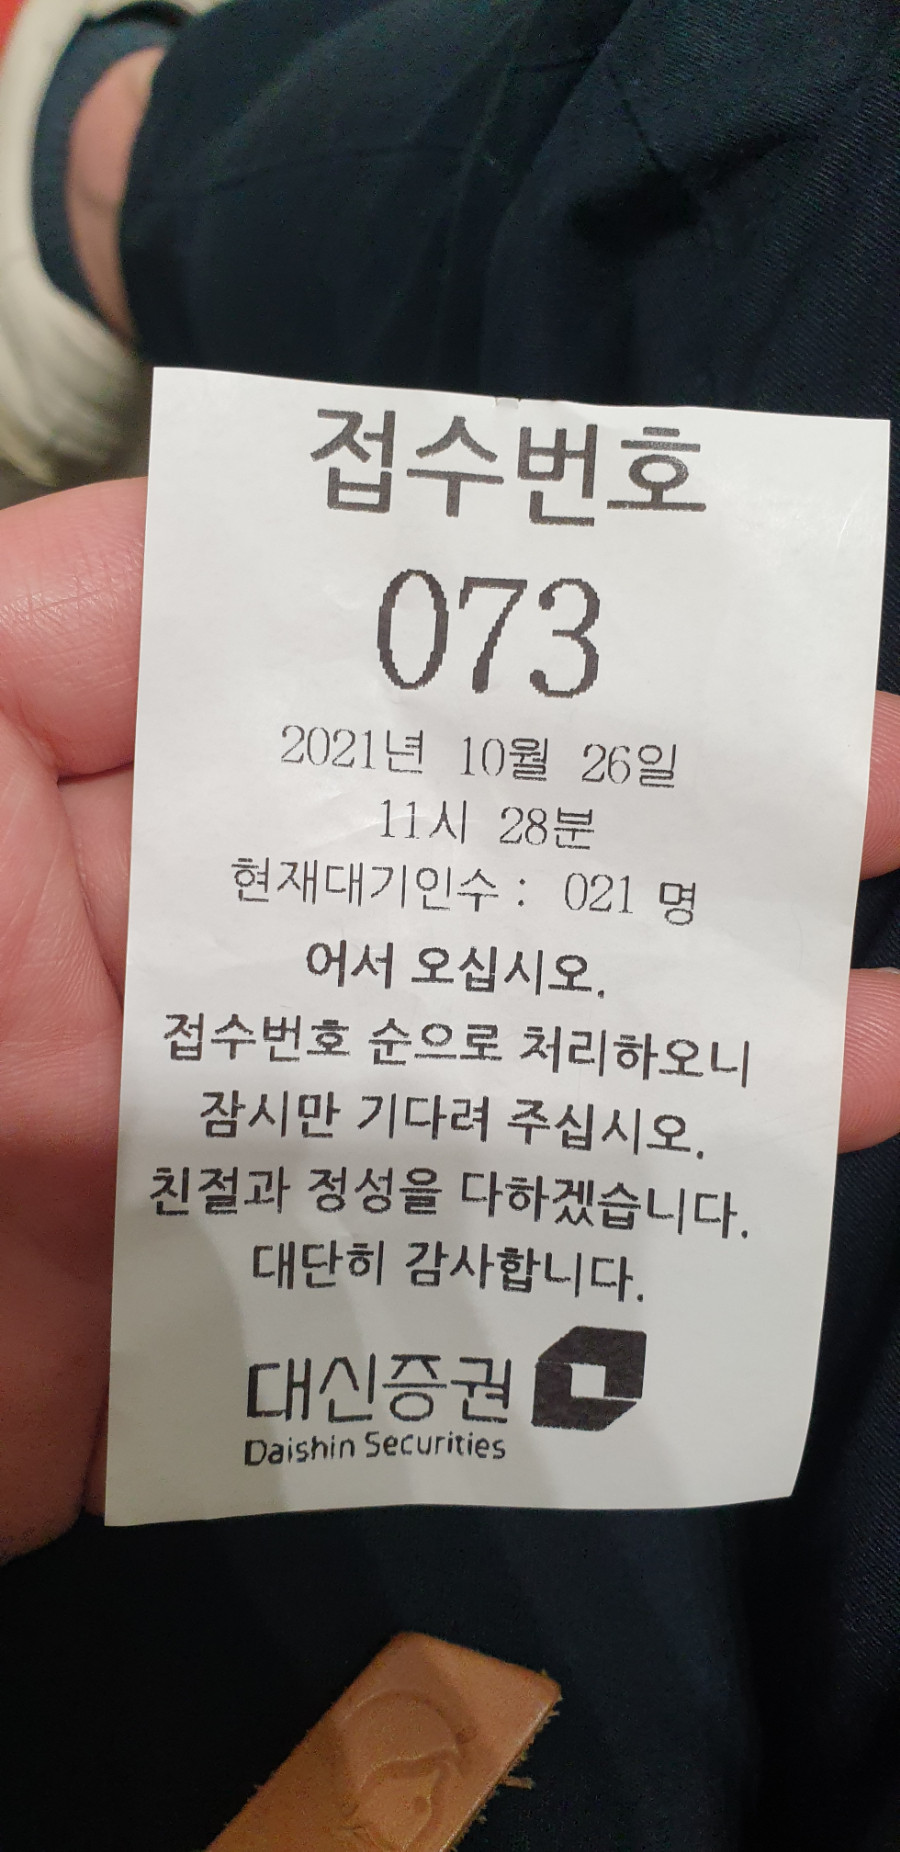 접수번호
073
2021년 10월 26일
11시 28분
현재대기인수 : 021 명
어서 오십시오.
접수번호 순으로 처리하오니
잠시만 기다려 주십시오.
친절과 정성을 다하겠습니다.
대단히 감사합니다.
대신증권
Daishin Securities